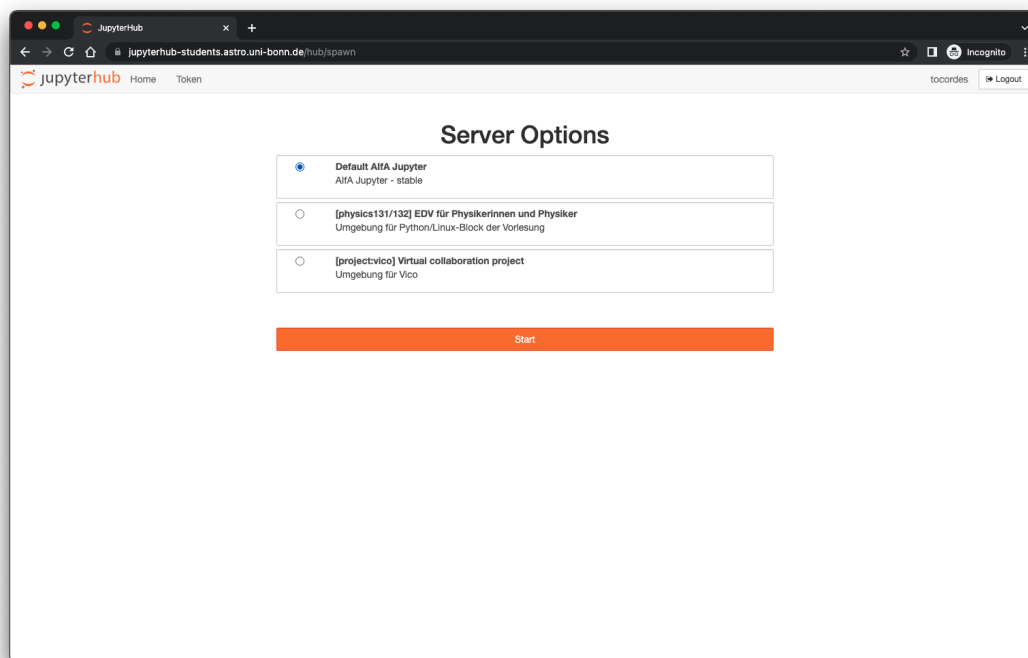 JupyterHub
jupyterhub-students.astro.uni-bonn.de/hub/spawn
Incognito
jupyterhub Home Token
tocordes Logout
Server Options
Default AIfA Jupyter
AIfA Jupyter - stable
[physics131/132] EDV für Physikerinnen und Physiker
Umgebung für Python/Linux-Block der Vorlesung
[project:vico] Virtual collaboration project
Umgebung für Vico
Start